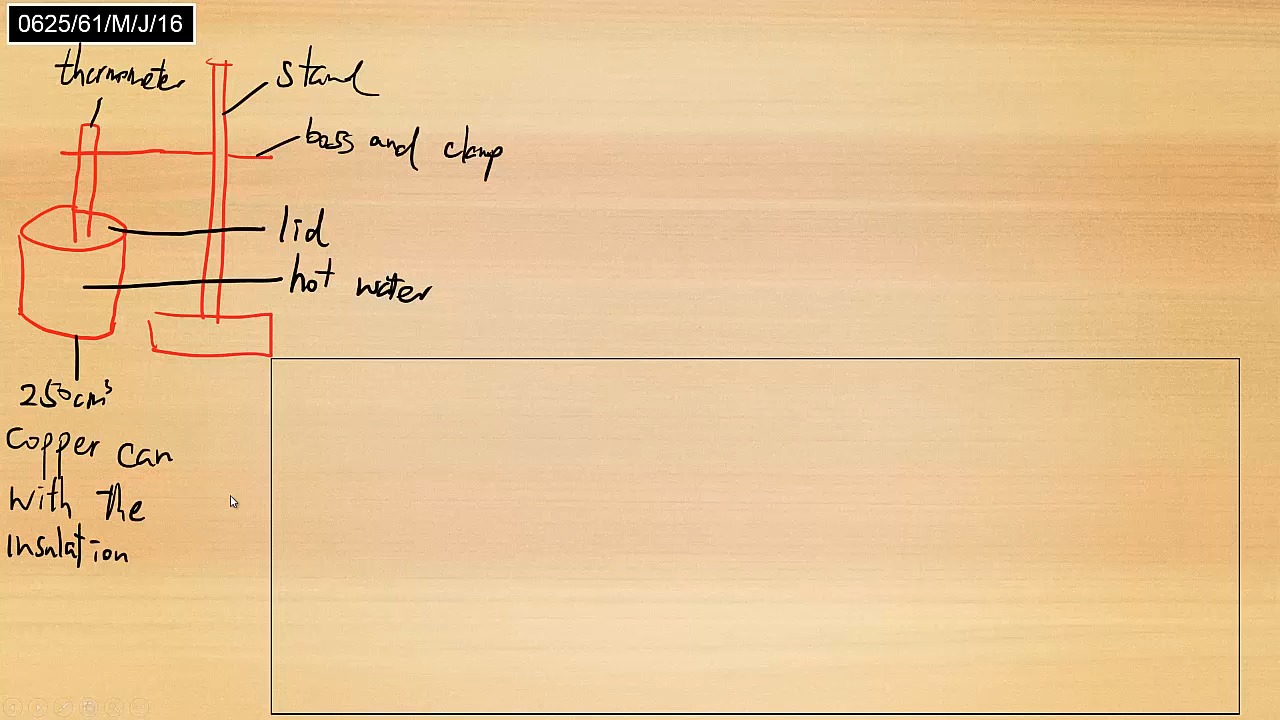 0625/61/M/J/16
thermometer
stand
boss and clamp
lid
hot water
250cm³
Copper can
with the
insulation